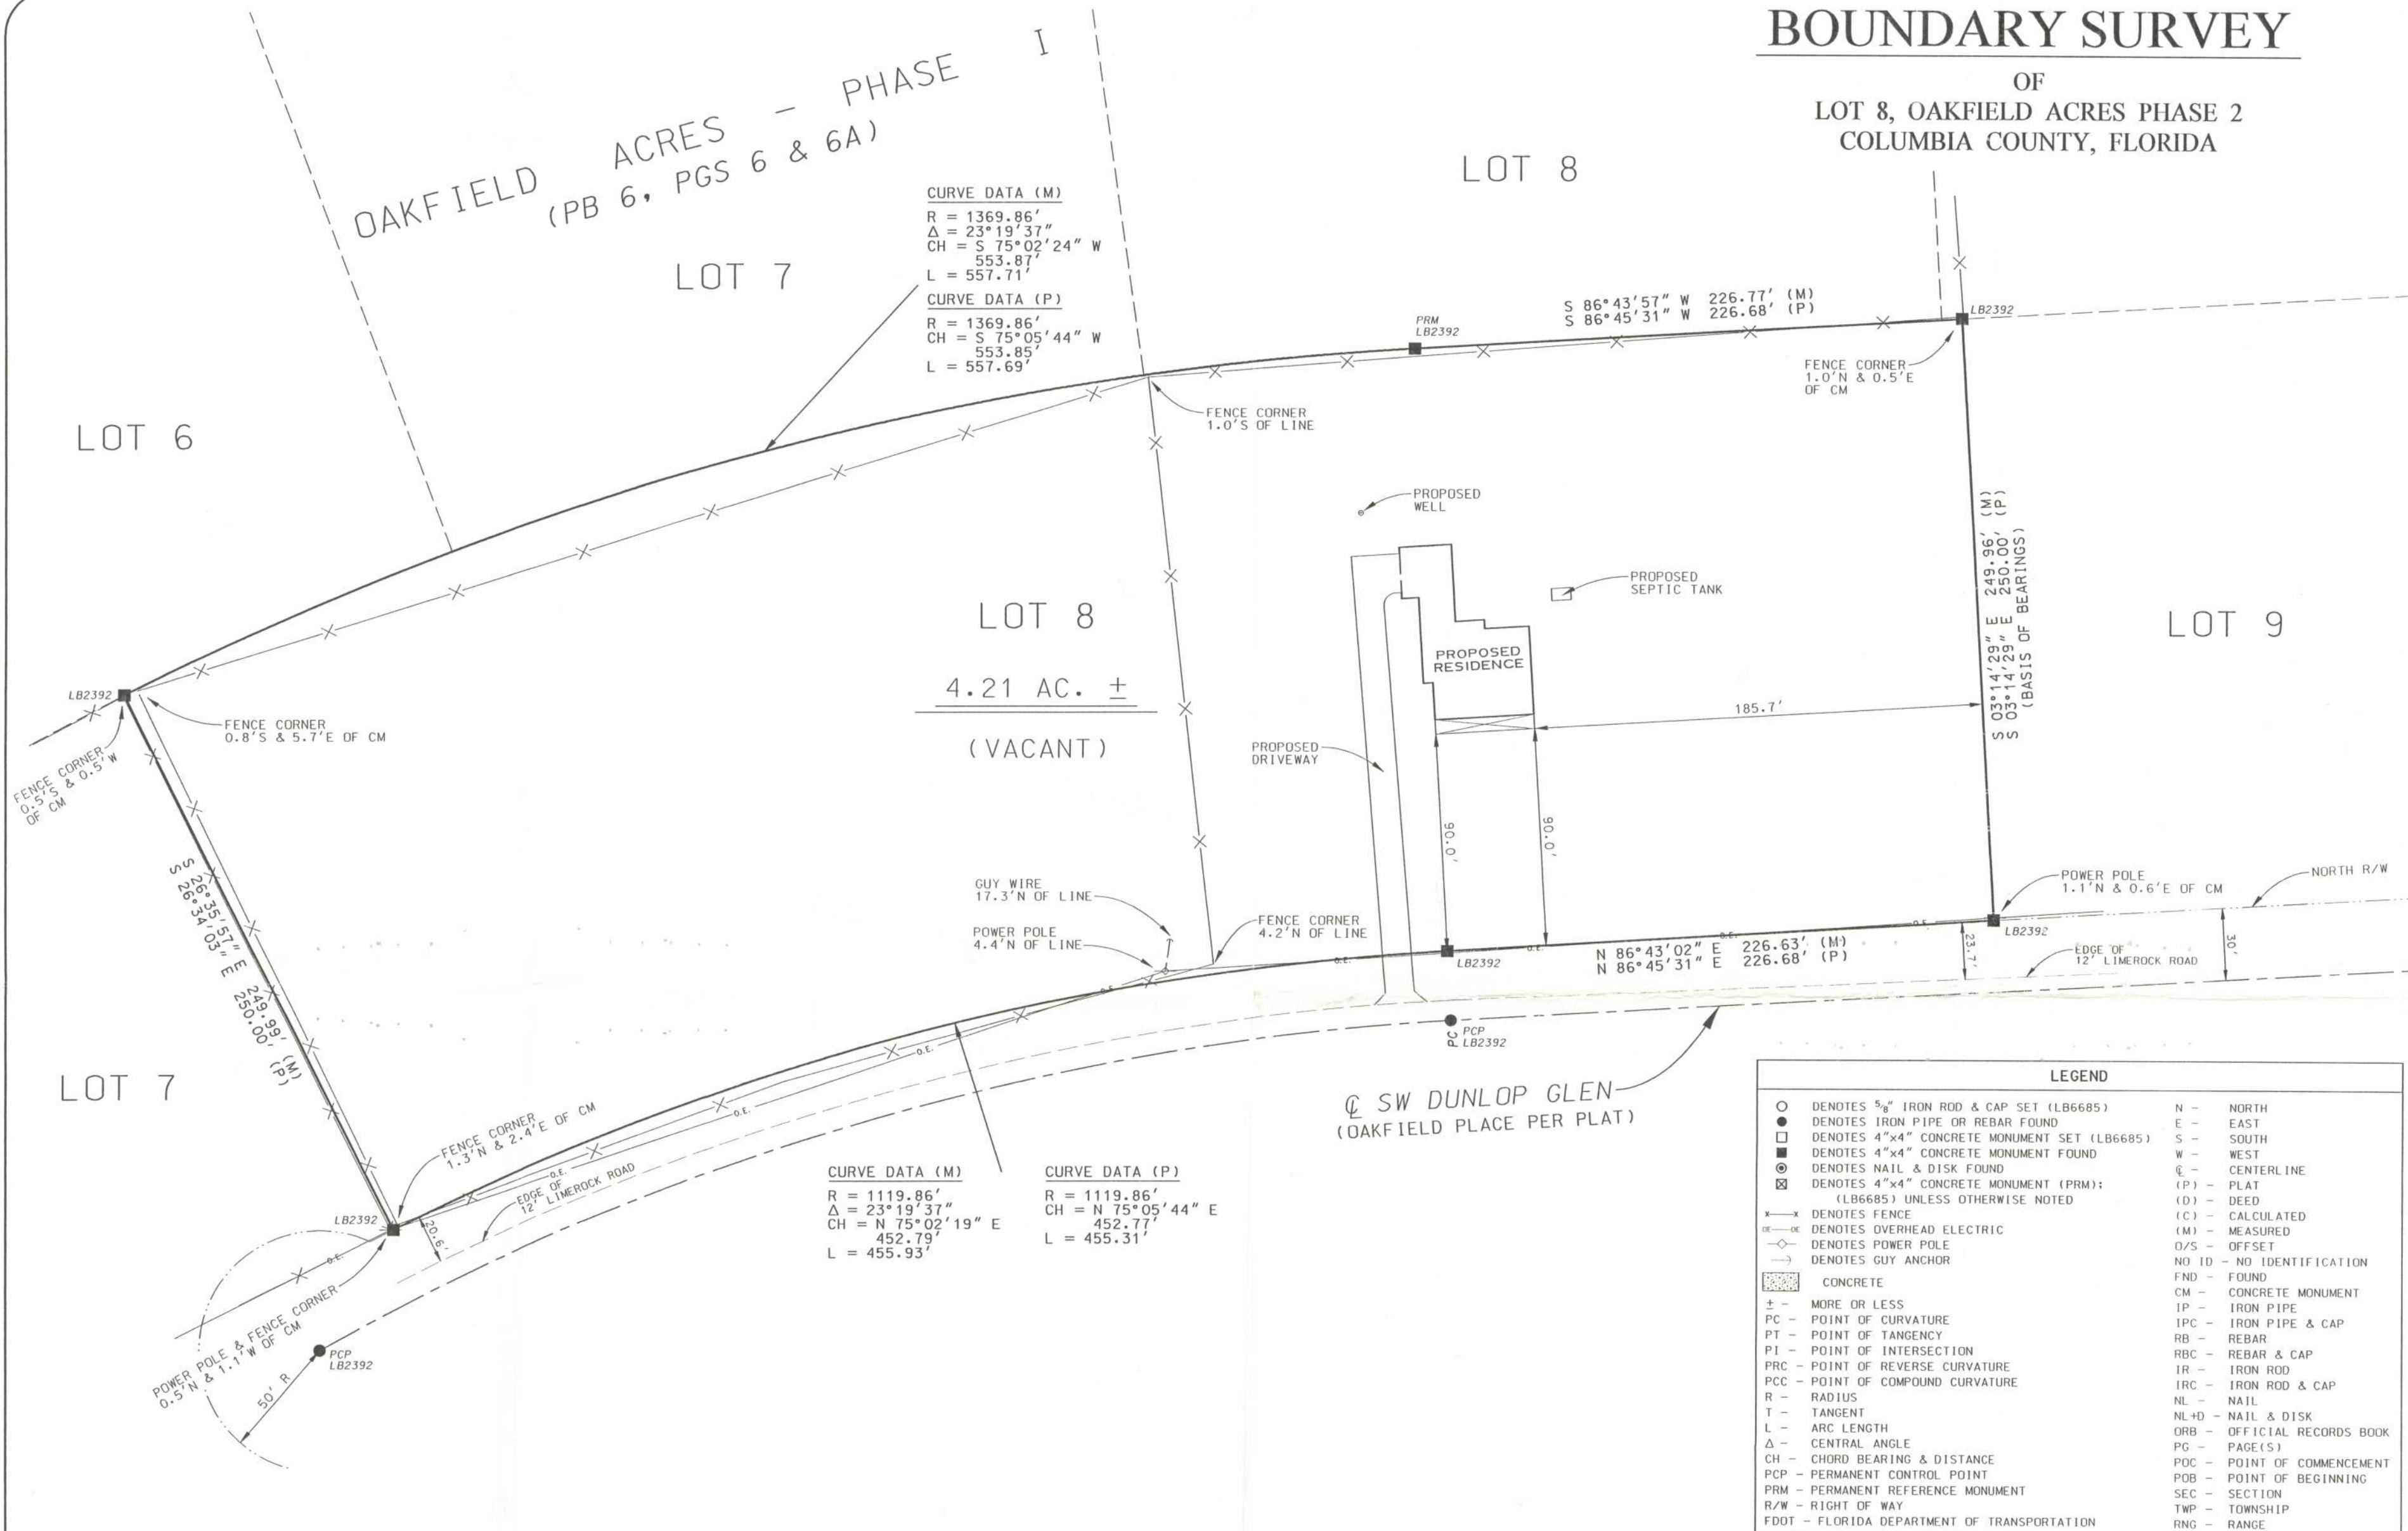 BOUNDARY SURVEY
OF
LOT 8, OAKFIELD ACRES PHASE 2
COLUMBIA COUNTY, FLORIDA
OAKFIELD ACRES - PHASE I
(PB 6, PGS 6 & 6A)
LOT 8
LOT 7
LOT 6
CURVE DATA (M)
R = 1369.86'
Δ = 23°19'37"
CH = S 75°02'24" W
553.87'
L = 557.71'
CURVE DATA (P)
R = 1369.86'
CH = S 75°05'44" W
553.85'
L = 557.69'
PRM
LB2392
S 86°43'57" W 226.77' (M)
S 86°45'31" W 226.68' (P)
LB2392
FENCE CORNER
1.0'N & 0.5'E
OF CM
FENCE CORNER
1.0'S OF LINE
PROPOSED
WELL
PROPOSED
SEPTIC TANK
PROPOSED
RESIDENCE
S 03°14'29" E 249.96' (M)
S 03°14'29" E 250.00' (P)
(BASIS OF BEARINGS)
LOT 9
LOT 8
4.21 AC. ±
(VACANT)
185.7'
PROPOSED
DRIVEWAY
90.0'
90.0'
LB2392
FENCE CORNER
0.8'S & 5.7'E OF CM
FENCE CORNER
0.5'S & 0.5'W
OF CM
S 26°35'57" E 249.99' (M)
S 26°34'03" E 250.00' (P)
LOT 7
GUY WIRE
17.3'N OF LINE
POWER POLE
4.4'N OF LINE
FENCE CORNER
4.2'N OF LINE
POWER POLE
1.1'N & 0.6'E OF CM
NORTH R/W
O.E.
O.E.
O.E.
O.E.
LB2392
LB2392
N 86°43'02" E 226.63' (M)
N 86°45'31" E 226.68' (P)
23.7'
EDGE OF
12' LIMEROCK ROAD
30'
PC
PCP
LB2392
℄ SW DUNLOP GLEN
(OAKFIELD PLACE PER PLAT)
O.E.
O.E.
O.E.
O.E.
FENCE CORNER
1.3'N & 2.4'E OF CM
EDGE OF
12' LIMEROCK ROAD
LB2392
20.6'
O.E.
POWER POLE & FENCE CORNER
0.5'N & 1.1'W OF CM
PCP
LB2392
50' R
CURVE DATA (M)
R = 1119.86'
Δ = 23°19'37"
CH = N 75°02'19" E
452.79'
L = 455.93'
CURVE DATA (P)
R = 1119.86'
CH = N 75°05'44" E
452.77'
L = 455.31'
LEGEND
DENOTES 5/8" IRON ROD & CAP SET (LB6685)
DENOTES IRON PIPE OR REBAR FOUND
DENOTES 4"x4" CONCRETE MONUMENT SET (LB6685)
DENOTES 4"x4" CONCRETE MONUMENT FOUND
DENOTES NAIL & DISK FOUND
DENOTES 4"x4" CONCRETE MONUMENT (PRM):
(LB6685) UNLESS OTHERWISE NOTED
x x DENOTES FENCE
OE OE DENOTES OVERHEAD ELECTRIC
DENOTES POWER POLE
DENOTES GUY ANCHOR
CONCRETE
± - MORE OR LESS
PC - POINT OF CURVATURE
PT - POINT OF TANGENCY
PI - POINT OF INTERSECTION
PRC - POINT OF REVERSE CURVATURE
PCC - POINT OF COMPOUND CURVATURE
R - RADIUS
T - TANGENT
L - ARC LENGTH
Δ - CENTRAL ANGLE
CH - CHORD BEARING & DISTANCE
PCP - PERMANENT CONTROL POINT
PRM - PERMANENT REFERENCE MONUMENT
R/W - RIGHT OF WAY
FDOT - FLORIDA DEPARTMENT OF TRANSPORTATION
N - NORTH
E - EAST
S - SOUTH
W - WEST
℄ - CENTERLINE
(P) - PLAT
(D) - DEED
(C) - CALCULATED
(M) - MEASURED
O/S - OFFSET
NO ID - NO IDENTIFICATION
FND - FOUND
CM - CONCRETE MONUMENT
IP - IRON PIPE
IPC - IRON PIPE & CAP
RB - REBAR
RBC - REBAR & CAP
IR - IRON ROD
IRC - IRON ROD & CAP
NL - NAIL
NL+D - NAIL & DISK
ORB - OFFICIAL RECORDS BOOK
PG - PAGE(S)
POC - POINT OF COMMENCEMENT
POB - POINT OF BEGINNING
SEC - SECTION
TWP - TOWNSHIP
RNG - RANGE